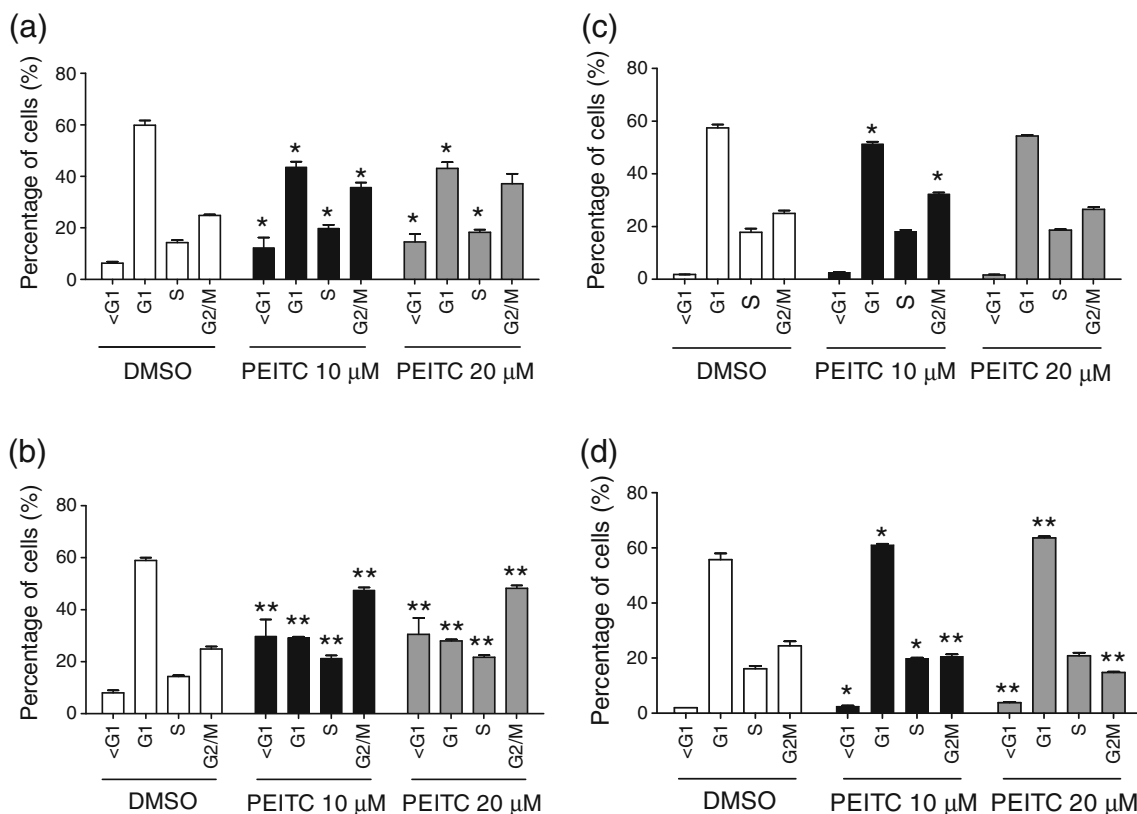 (a)
Percentage of cells (%)
80
60
40
20
0
* * * *
* * *
<G1 G1 S G2/M <G1 G1 S G2/M <G1 G1 S G2/M
DMSO PEITC 10 μM PEITC 20 μM
(c)
Percentage of cells (%)
80
60
40
20
0
* *
<G1 G1 S G2/M <G1 G1 S G2/M <G1 G1 S G2/M
DMSO PEITC 10 μM PEITC 20 μM
(b)
Percentage of cells (%)
80
60
40
20
0
** ** ** **
** ** ** **
<G1 G1 S G2/M <G1 G1 S G2/M <G1 G1 S G2/M
DMSO PEITC 10 μM PEITC 20 μM
(d)
Percentage of cells (%)
80
60
40
20
0
* * * **
** ** **
<G1 G1 S G2M <G1 G1 S G2M <G1 G1 S G2M
DMSO PEITC 10 μM PEITC 20 μM